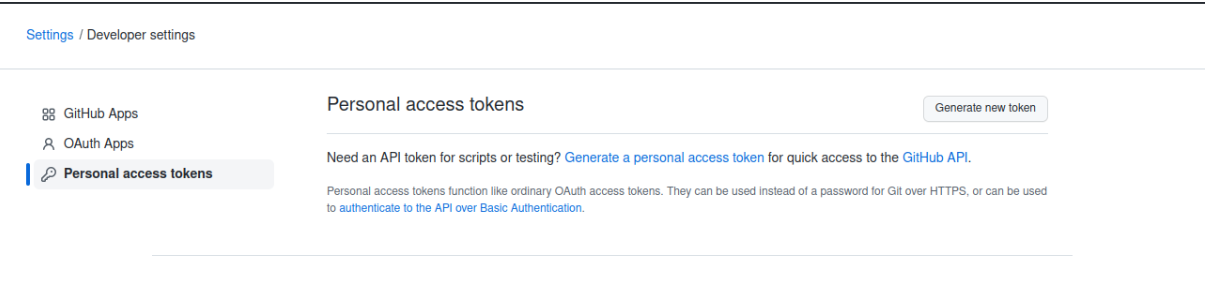 Settings / Developer settings
GitHub Apps
OAuth Apps
Personal access tokens
Personal access tokens
Generate new token
Need an API token for scripts or testing? Generate a personal access token for quick access to the GitHub API.
Personal access tokens function like ordinary OAuth access tokens. They can be used instead of a password for Git over HTTPS, or can be used
to authenticate to the API over Basic Authentication.